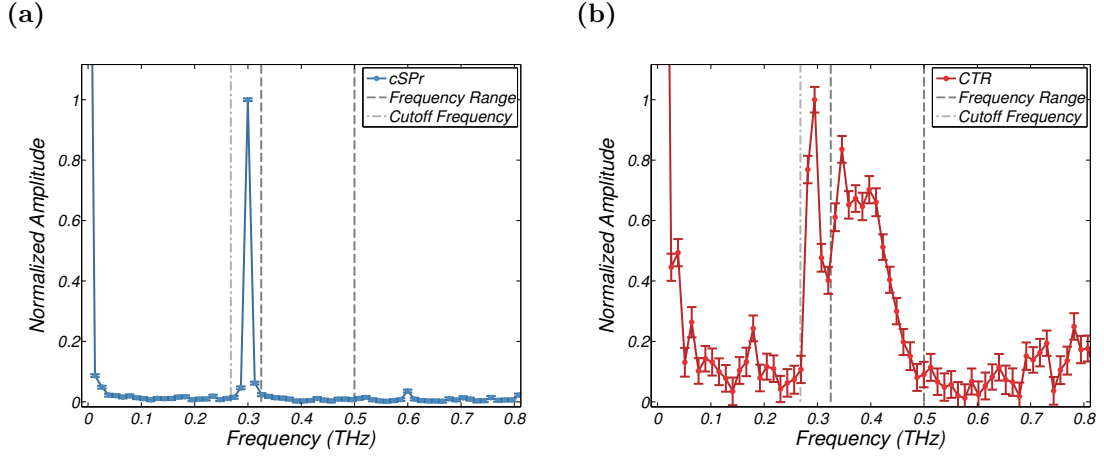 (a)
cSPr
Frequency Range
Cutoff Frequency
Normalized Amplitude
1
0.8
0.6
0.4
0.2
0
0 0.1 0.2 0.3 0.4 0.5 0.6 0.7 0.8
Frequency (THz)
(b)
CTR
Frequency Range
Cutoff Frequency
Normalized Amplitude
1
0.8
0.6
0.4
0.2
0
0 0.1 0.2 0.3 0.4 0.5 0.6 0.7 0.8
Frequency (THz)